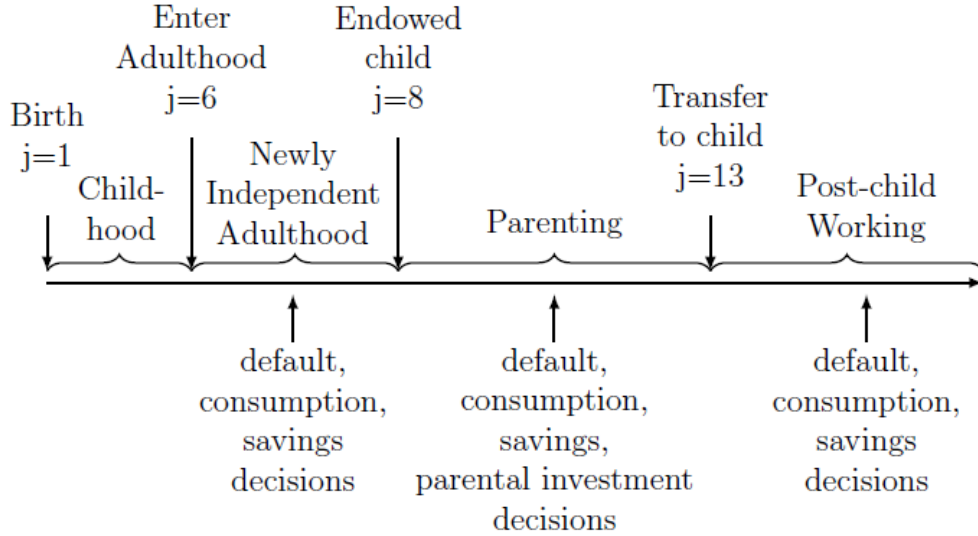 Birth
j=1
Child-
hood
Enter
Adulthood
j=6
Newly
Independent
Adulthood
Endowed
child
j=8
Parenting
Transfer
to child
j=13
Post-child
Working
default,
consumption,
savings
decisions
default,
consumption,
savings,
parental investment
decisions
default,
consumption,
savings
decisions